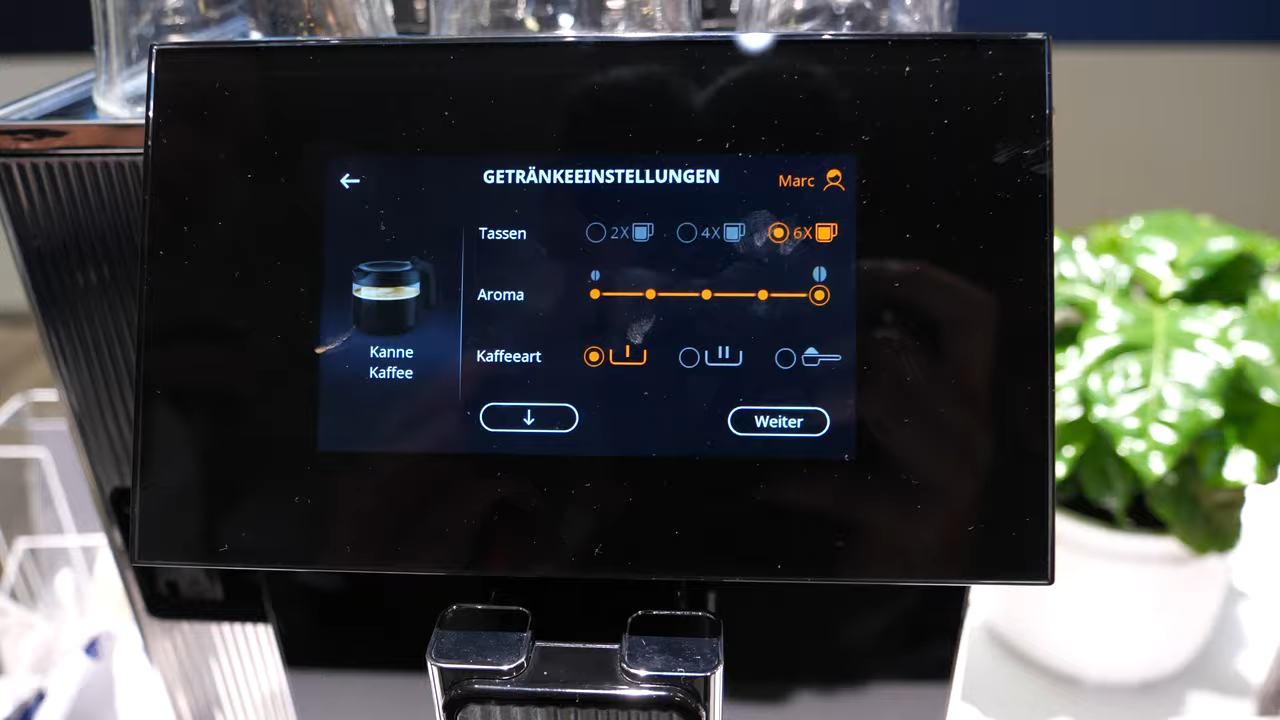 GETRÄNKEEINSTELLUNGEN
Marc
Tassen
2X
4X
6X
Aroma
Kaffeeart
Kanne
Kaffee
Weiter